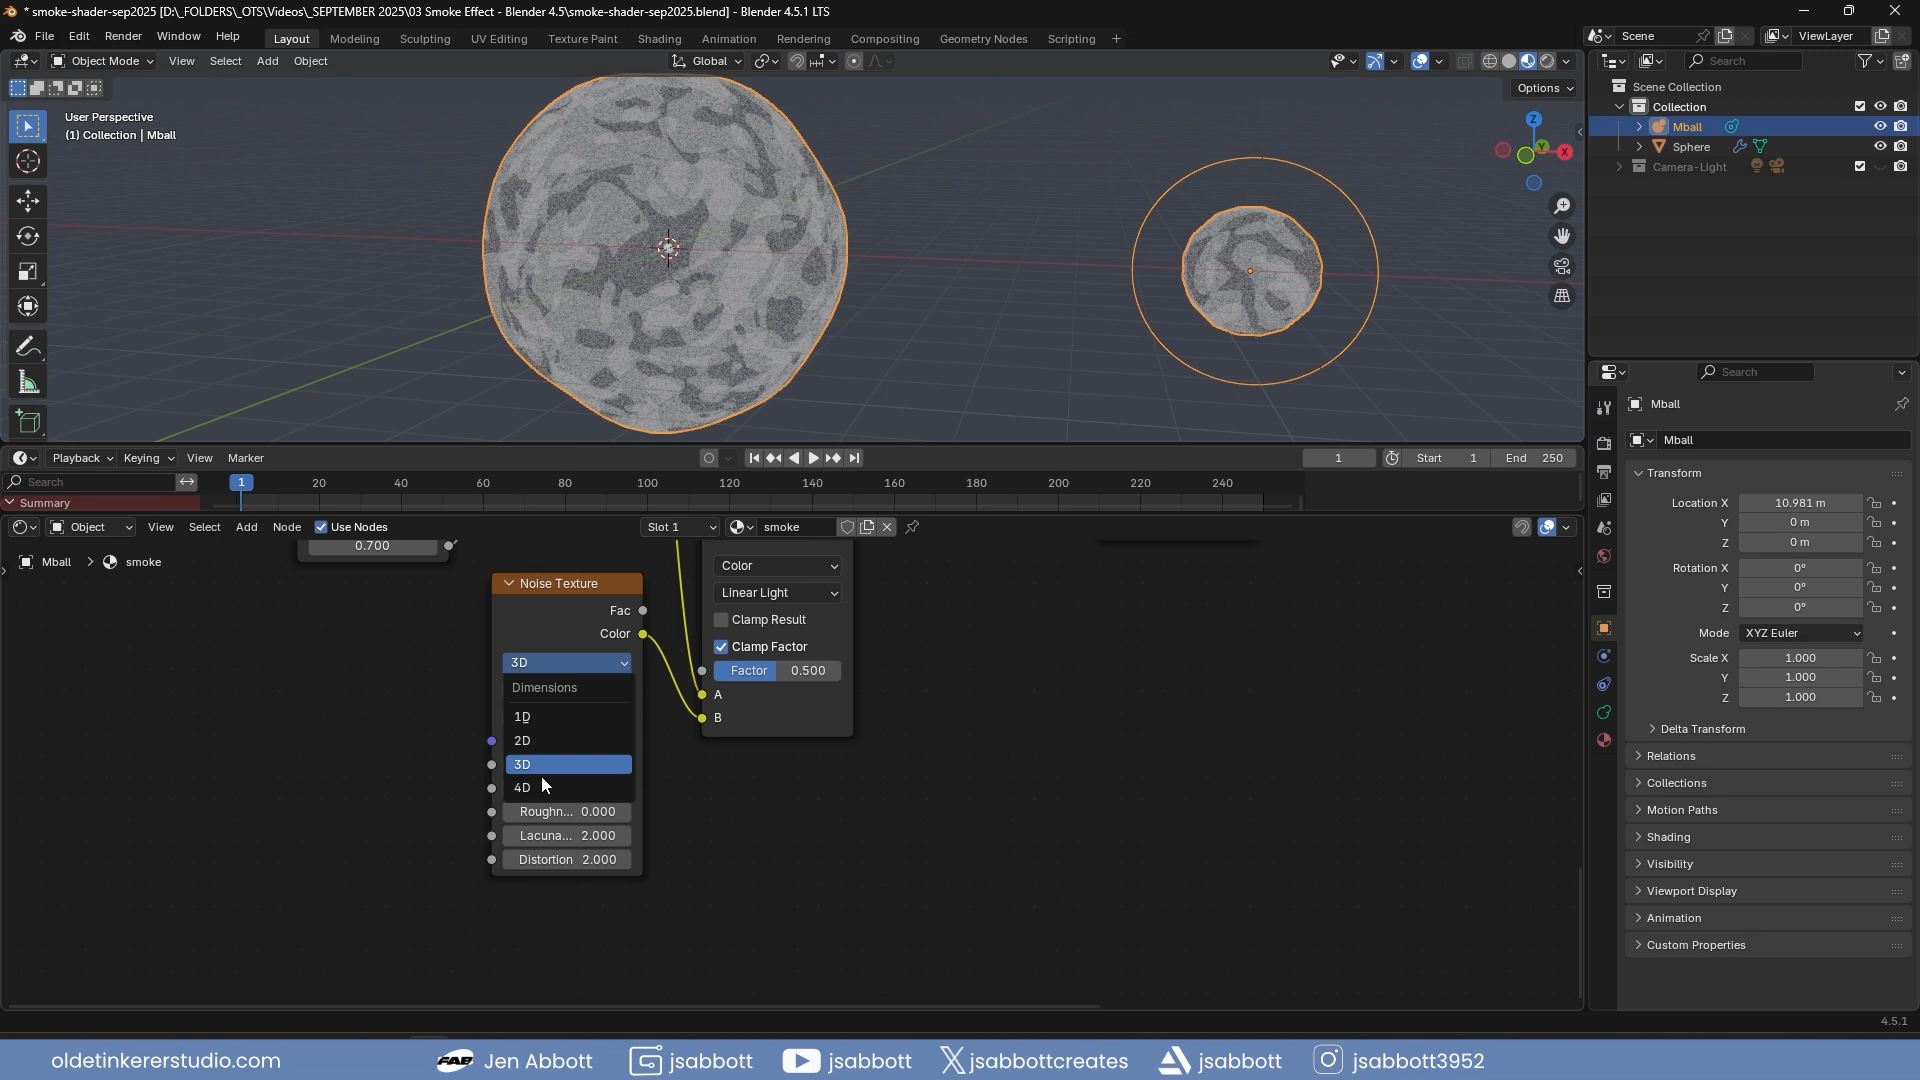 * smoke-shader-sep2025 [D:\_FOLDERS\_OTS\Videos\_SEPTEMBER 2025\03 Smoke Effect - Blender 4.5\smoke-shader-sep2025.blend] - Blender 4.5.1 LTS
File Edit Render Window Help Layout Modeling Sculpting UV Editing Texture Paint Shading Animation Rendering Compositing Geometry Nodes Scripting + Scene ViewLayer
Object Mode View Select Add Object Global Search
Options
Scene Collection
User Perspective
(1) Collection | Mball
Collection
Mball
Sphere
Camera-Light
Z
Y
X
Search
Mball
Mball
Playback Keying View Marker 1 Start 1 End 250
Search 1 20 40 60 80 100 120 140 160 180 200 220 240
Summary
Transform
Location X 10.981 m
Y 0 m
Z 0 m
Rotation X 0°
Y 0°
Z 0°
Mode XYZ Euler
Scale X 1.000
Y 1.000
Z 1.000
Delta Transform
Relations
Collections
Motion Paths
Shading
Visibility
Viewport Display
Animation
Custom Properties
Object View Select Add Node Use Nodes Slot 1 smoke
Mball > smoke
0.700
Noise Texture
Fac
Color
3D
Dimensions
1D
2D
3D
4D
Roughn... 0.000
Lacuna... 2.000
Distortion 2.000
Color
Linear Light
Clamp Result
Clamp Factor
Factor 0.500
A
B
4.5.1
oldetinkererstudio.com FAB Jen Abbott jsabbott jsabbott jsabbottcreates jsabbott jsabbott3952